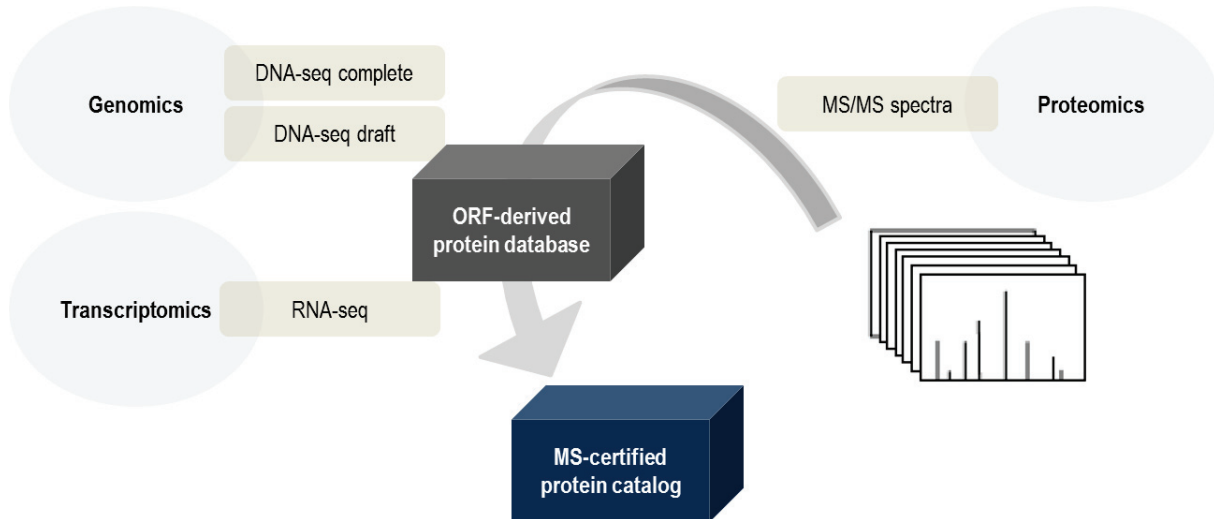 DNA-seq complete
Genomics
DNA-seq draft
MS/MS spectra
Proteomics
ORF-derived
protein database
Transcriptomics
RNA-seq
MS-certified
protein catalog